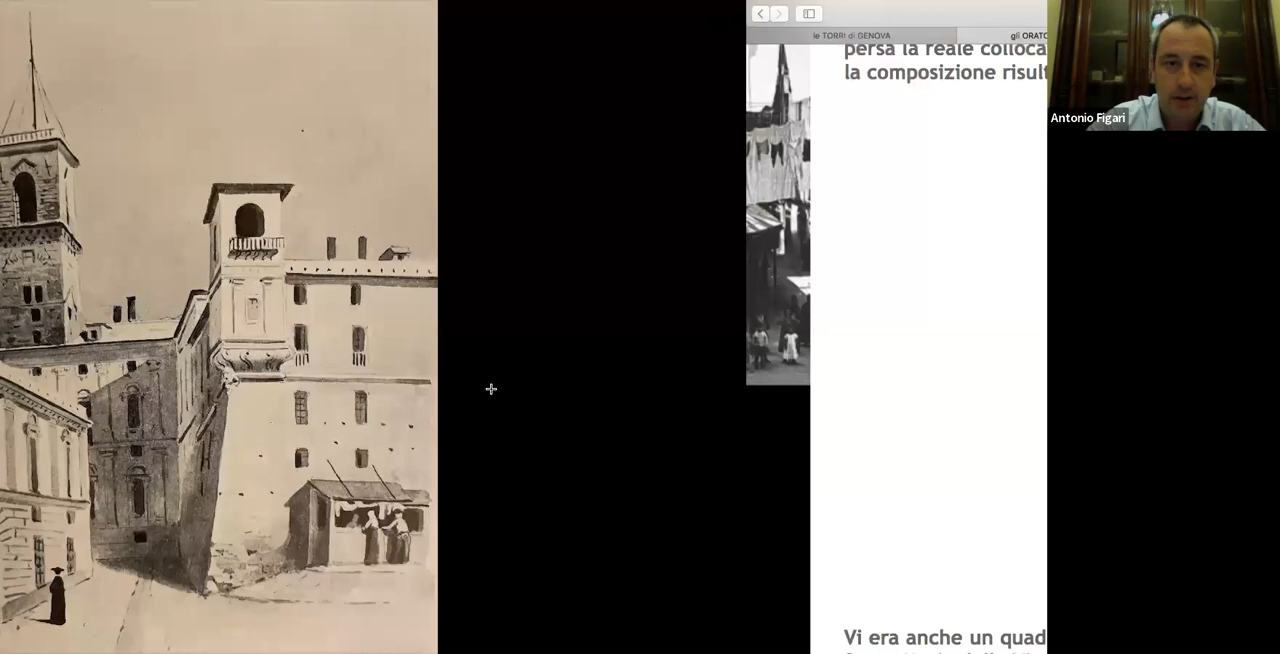 le TORRI di GENOVA
gli ORATO
persa la reale colloca
la composizione risult
Antonio Figari
Vi era anche un quad